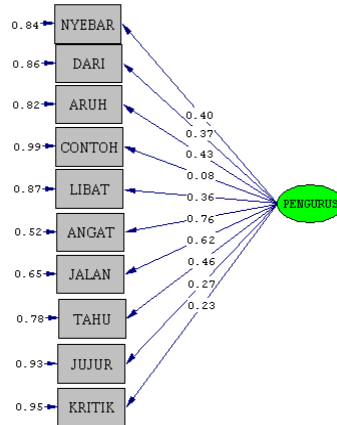 0.84 NYEBAR
0.86 DARI
0.82 ARUH
0.99 CONTOH
0.87 LIBAT
0.52 ANGAT
0.65 JALAN
0.78 TAHU
0.93 JUJUR
0.95 KRITIK
0.40
0.37
0.43
0.08
0.36
0.76
0.62
0.46
0.27
0.23
PENGURUS